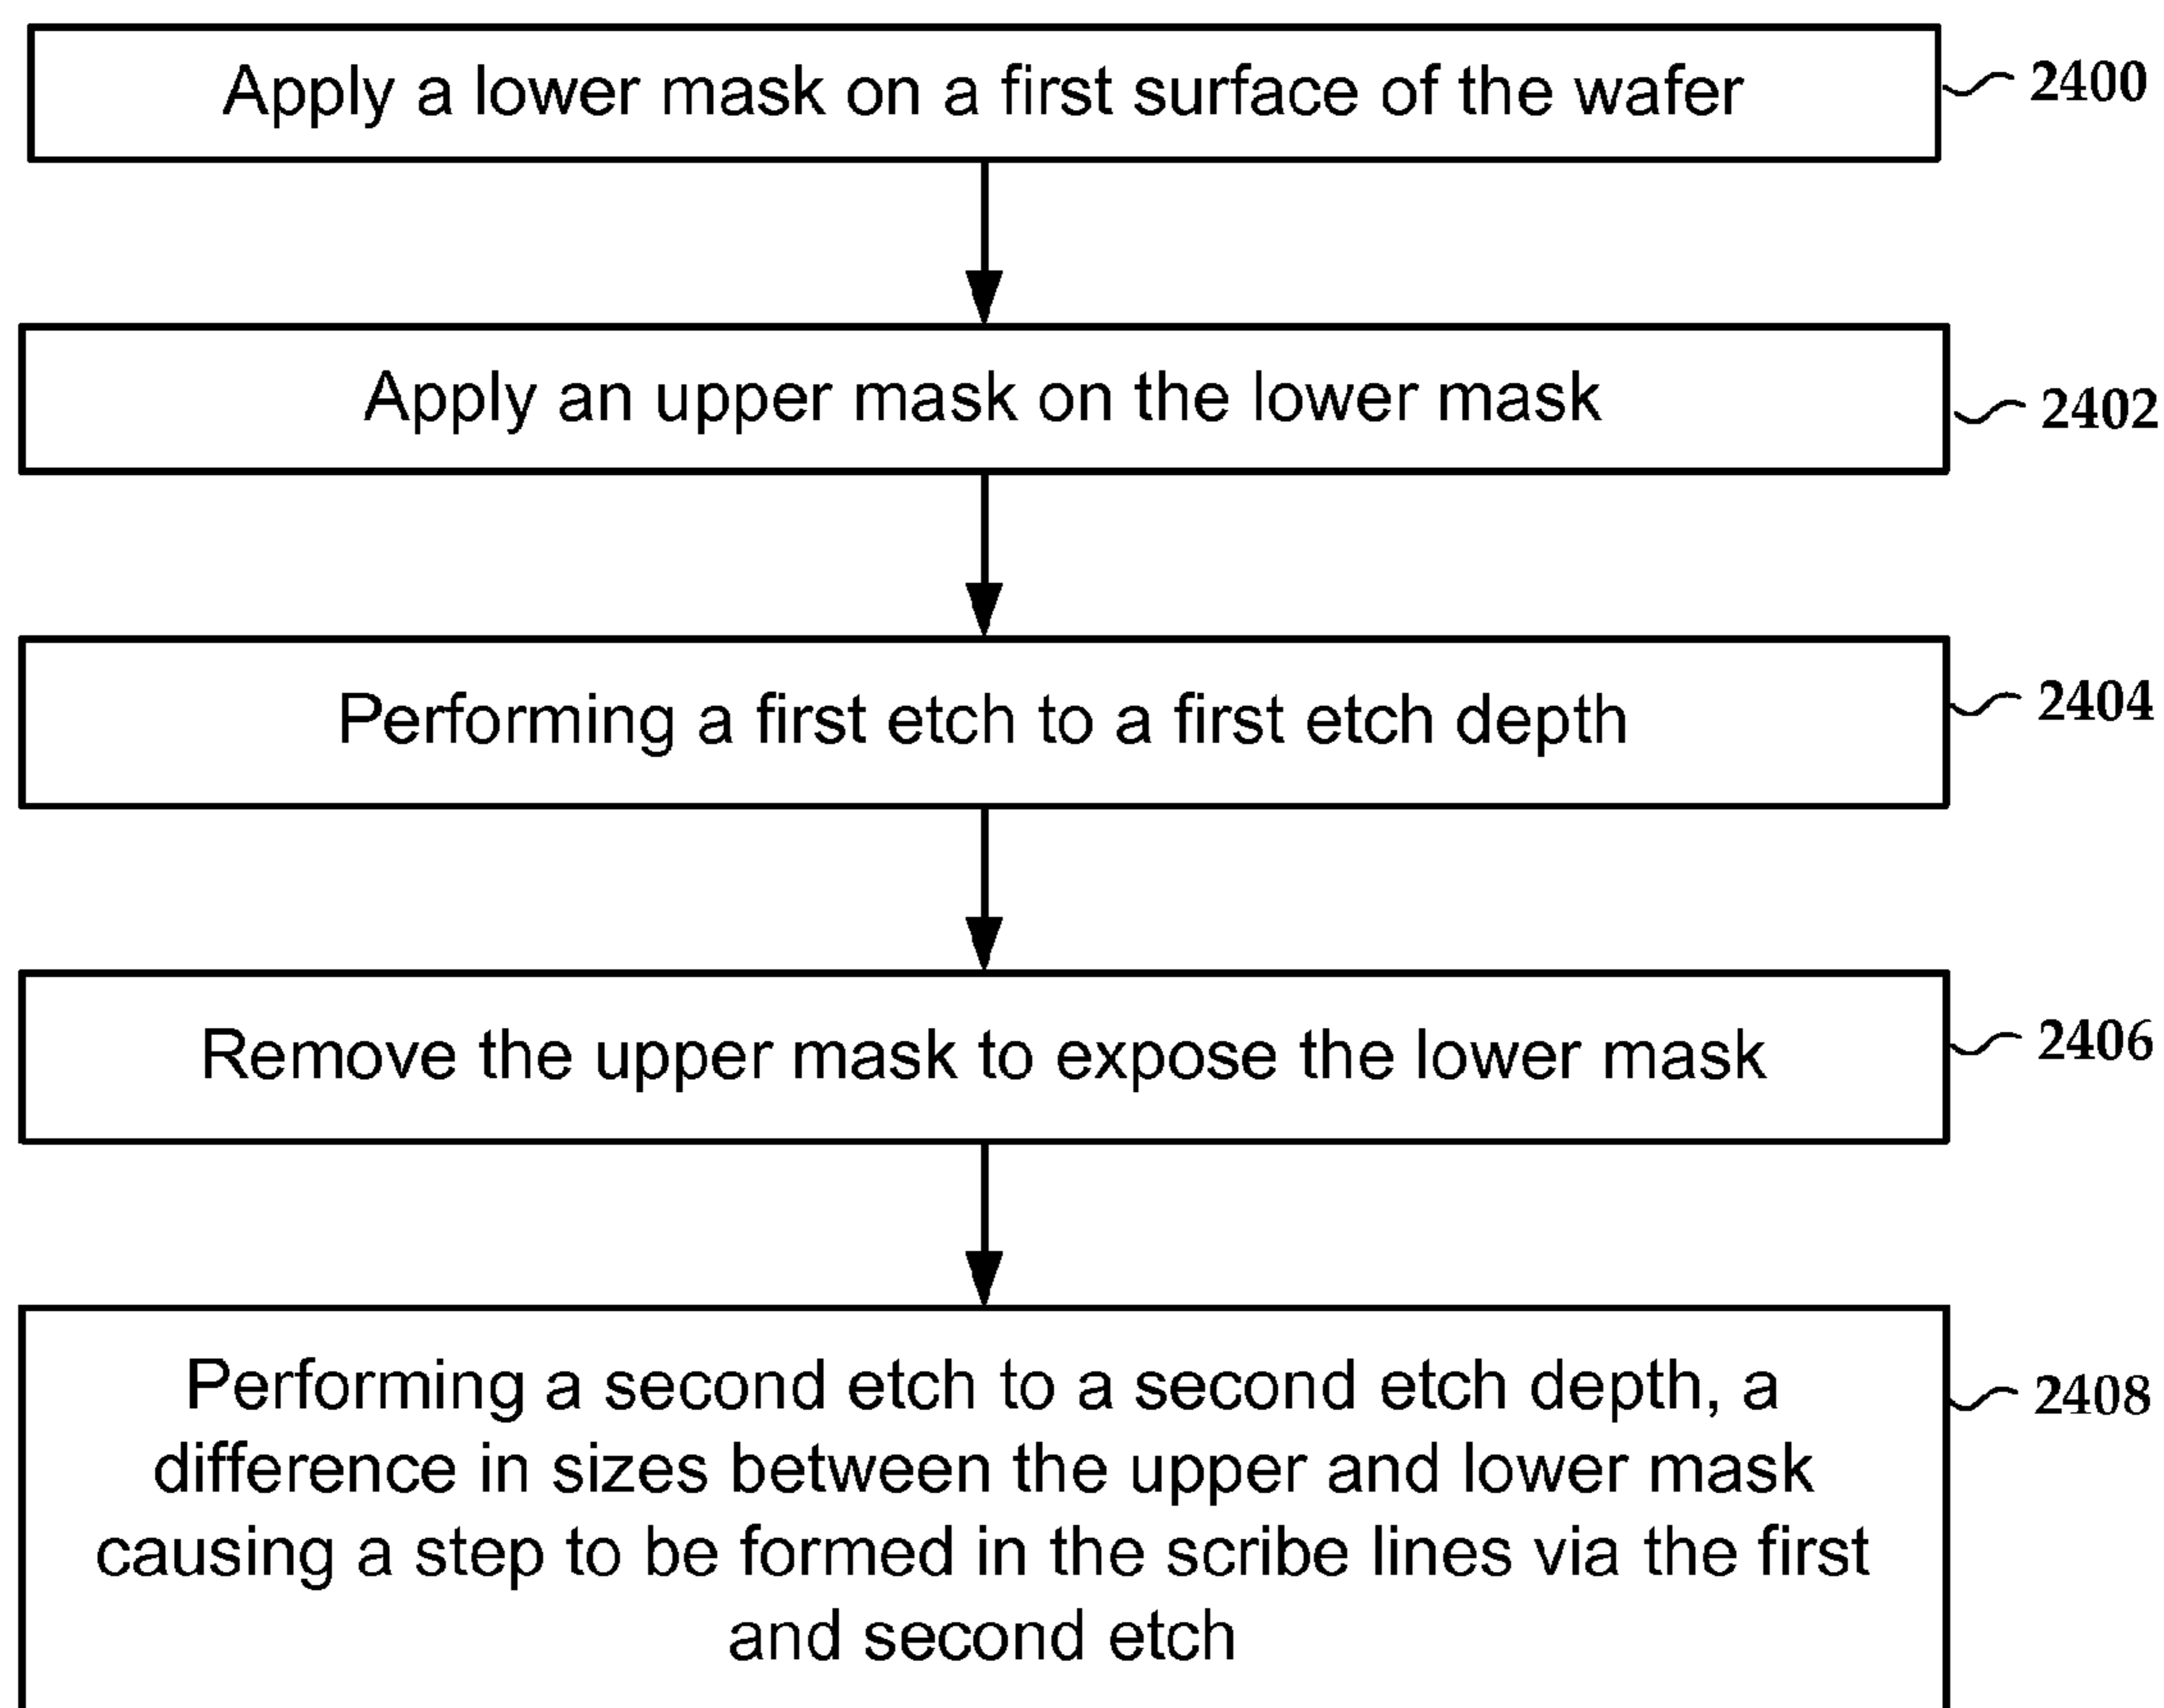 Apply a lower mask on a first surface of the wafer
2400
Apply an upper mask on the lower mask
2402
Performing a first etch to a first etch depth
2404
Remove the upper mask to expose the lower mask
2406
Performing a second etch to a second etch depth, a
difference in sizes between the upper and lower mask
causing a step to be formed in the scribe lines via the first
and second etch
2408